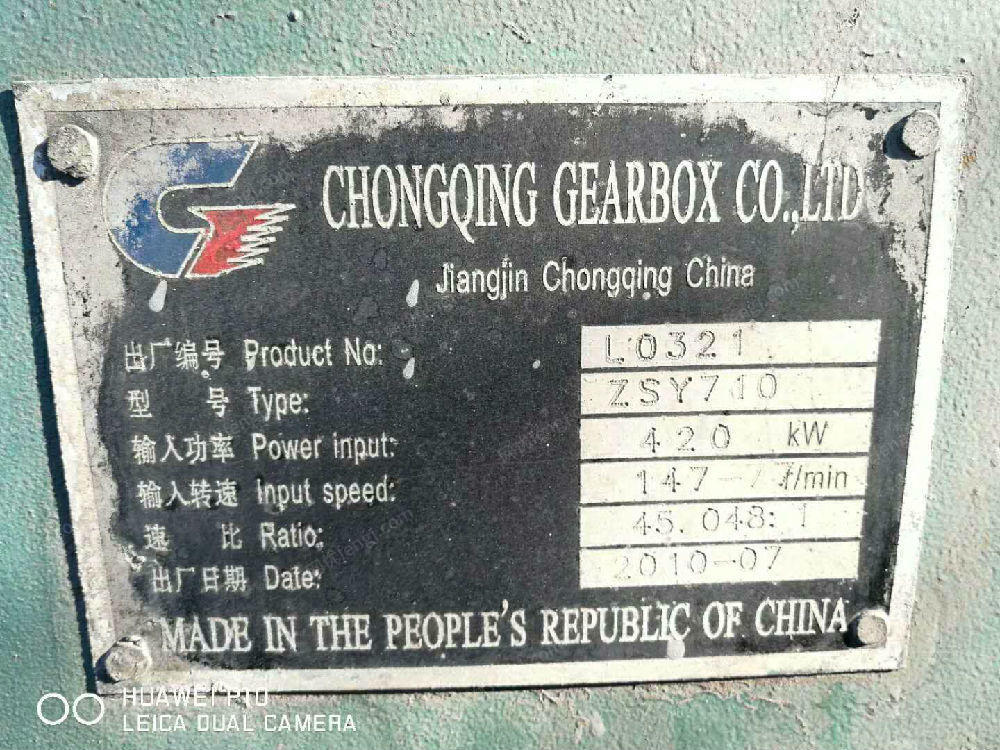 CHONGQING GEARBOX CO.,LTD
Jiangjin Chongqing China
出厂编号 Product No: L0321
型 号 Type: ZSY710
输入功率 Power input: 420 kW
输入转速 Input speed: r/min
速 比 Ratio: 45.048:1
出厂日期 Date: 2010-07
MADE IN THE PEOPLE'S REPUBLIC OF CHINA
HUAWEI P10
LEICA DUAL CAMERA